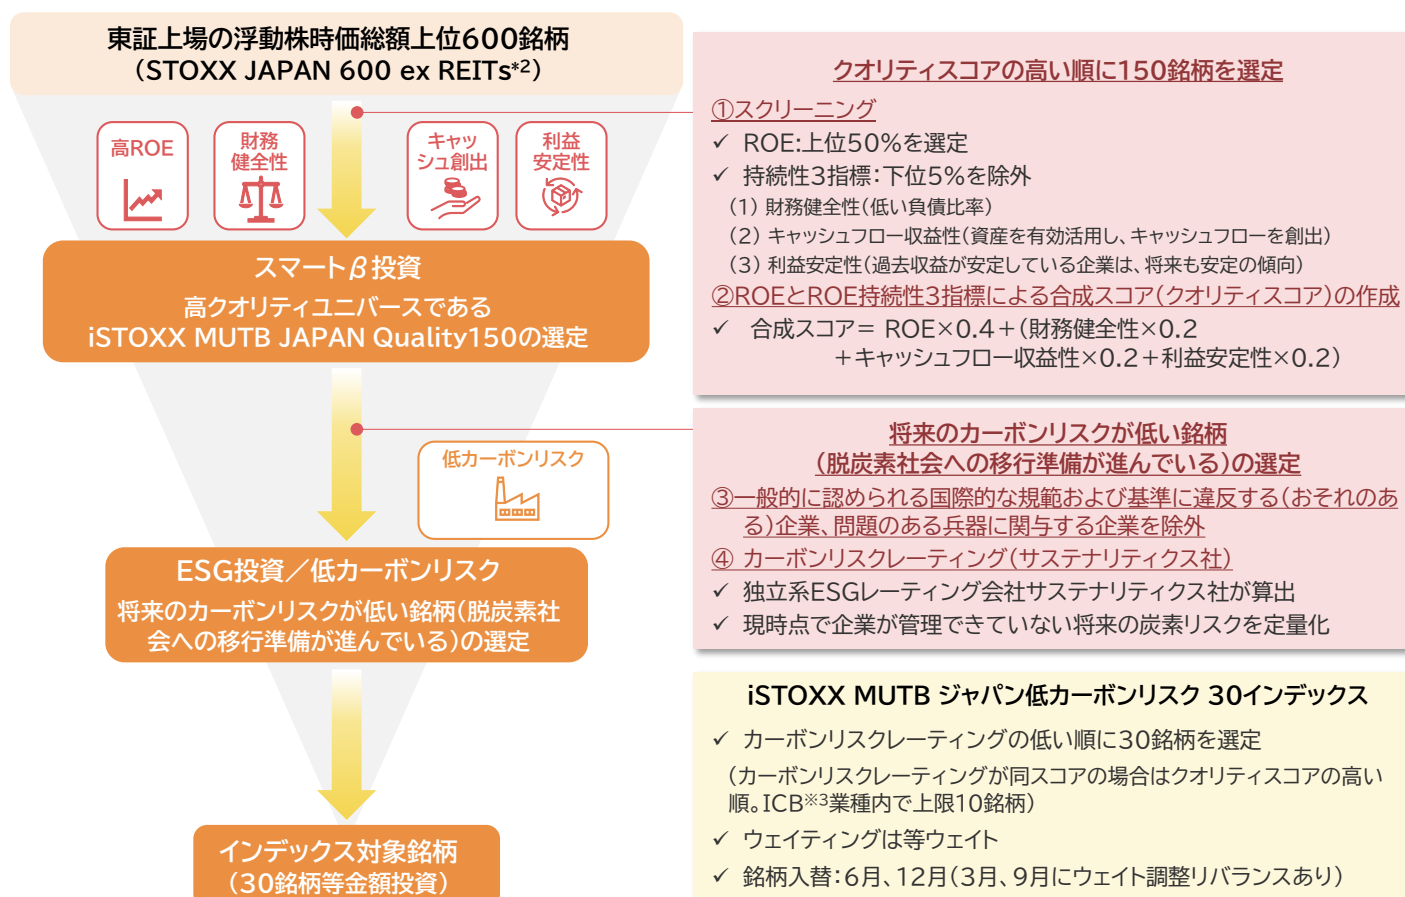 東証上場の浮動株時価総額上位600銘柄
（STOXX JAPAN 600 ex REITs*2）
高ROE
財務
健全性
キャッ
シュ創出
利益
安定性
スマートβ投資
高クオリティユニバースである
iSTOXX MUTB JAPAN Quality150の選定
低カーボンリスク
ESG投資／低カーボンリスク
将来のカーボンリスクが低い銘柄（脱炭素社
会への移行準備が進んでいる）の選定
インデックス対象銘柄
（30銘柄等金額投資）
クオリティスコアの高い順に150銘柄を選定
①スクリーニング
✓ ROE：上位50％を選定
✓ 持続性3指標：下位5％を除外
（1）財務健全性（低い負債比率）
（2）キャッシュフロー収益性（資産を有効活用し、キャッシュフローを創出）
（3）利益安定性（過去収益が安定している企業は、将来も安定の傾向）
②ROEとROE持続性3指標による合成スコア（クオリティスコア）の作成
✓ 合成スコア＝ ROE×0.4＋（財務健全性×0.2
＋キャッシュフロー収益性×0.2＋利益安定性×0.2）
将来のカーボンリスクが低い銘柄
（脱炭素社会への移行準備が進んでいる）の選定
③一般的に認められる国際的な規範および基準に違反する（おそれのあ
る）企業、問題のある兵器に関与する企業を除外
④ カーボンリスクレーティング（サステナリティクス社）
✓ 独立系ESGレーティング会社サステナリティクス社が算出
✓ 現時点で企業が管理できていない将来の炭素リスクを定量化
iSTOXX MUTB ジャパン低カーボンリスク 30インデックス
✓ カーボンリスクレーティングの低い順に30銘柄を選定
（カーボンリスクレーティングが同スコアの場合はクオリティスコアの高い
順。ICB※3業種内で上限10銘柄）
✓ ウェイティングは等ウェイト
✓ 銘柄入替：6月、12月（3月、9月にウェイト調整リバランスあり）